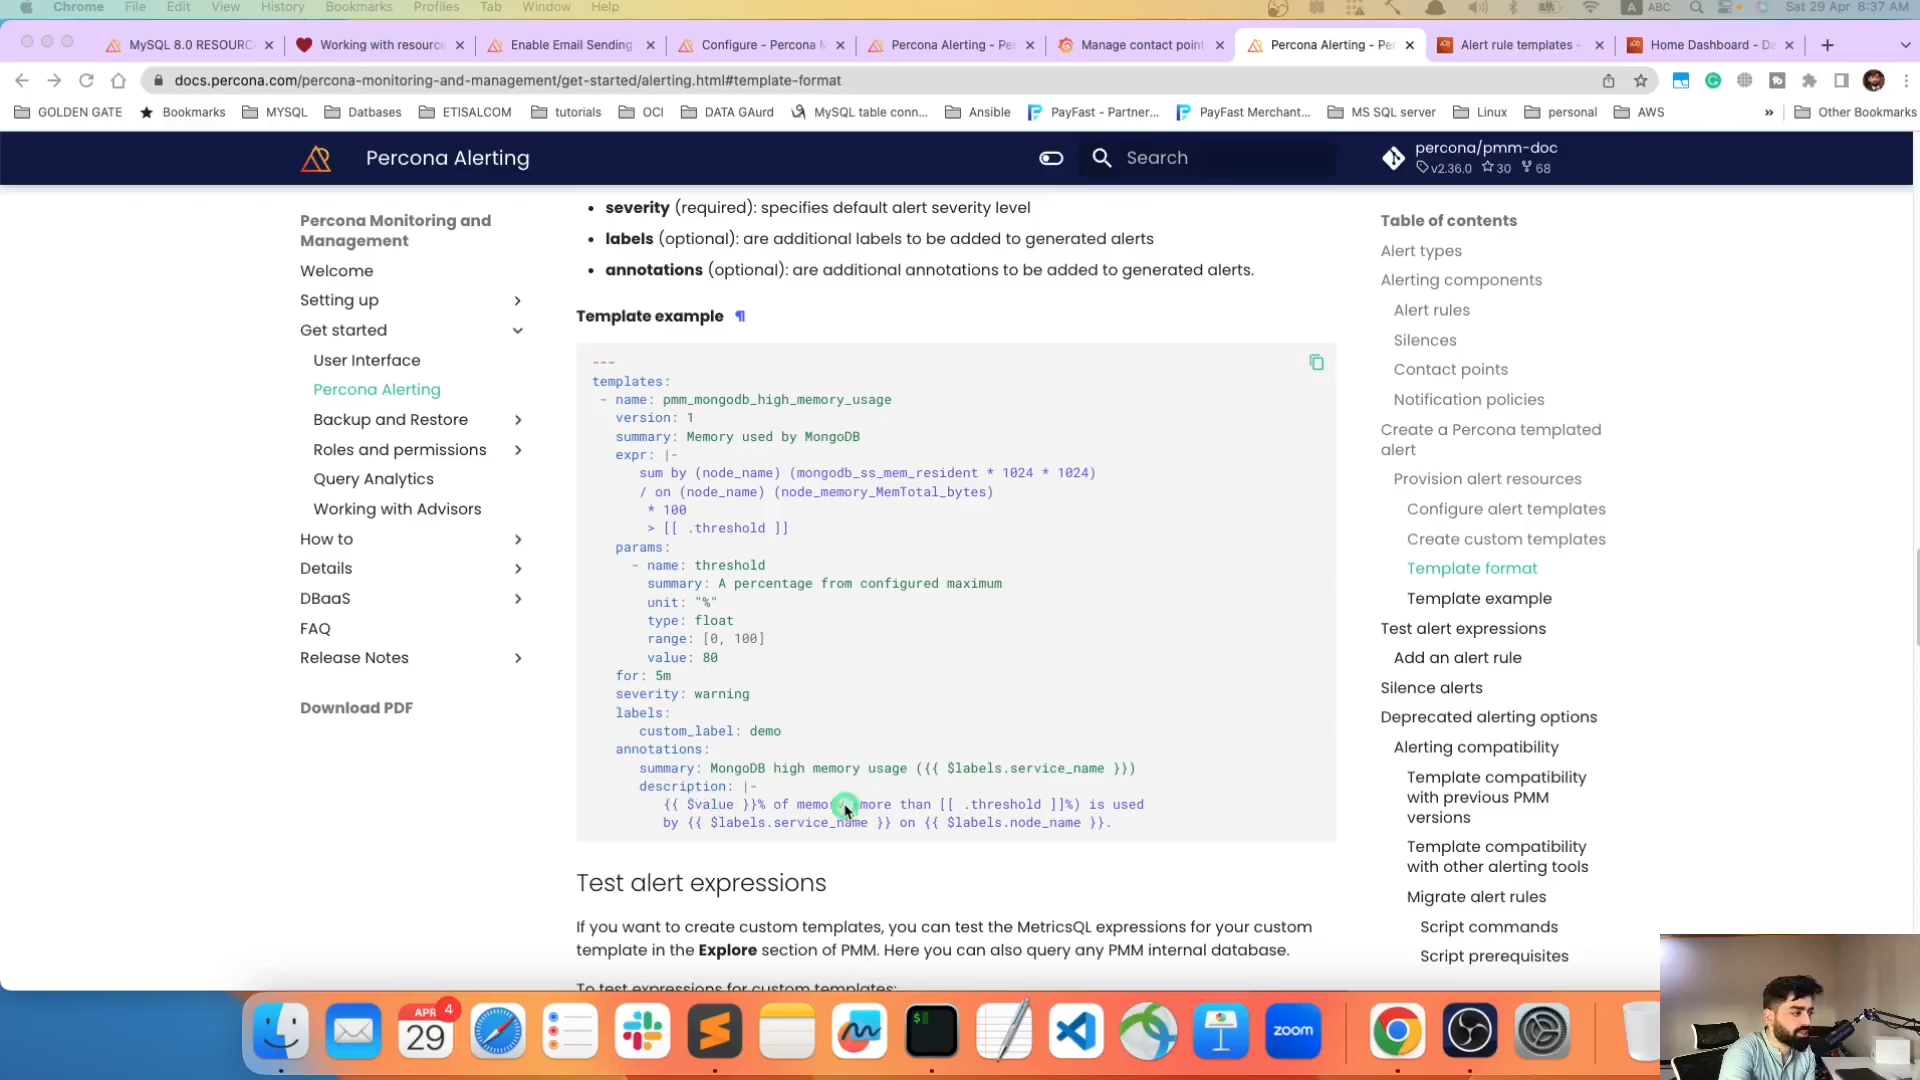 Chrome File Edit View History Bookmarks Profiles Tab Window Help
A ABC Sat 29 Apr 8:37 AM
MySQL 8.0 RESOURC
Working with resourc
Enable Email Sending
Configure - Percona M
Percona Alerting - Pe
Manage contact point
Percona Alerting - Per
Alert rule templates -
Home Dashboard - Da
docs.percona.com/percona-monitoring-and-management/get-started/alerting.html#template-format
GOLDEN GATE Bookmarks MYSQL Datbases ETISALCOM tutorials OCI DATA GAurd MySQL table conn... Ansible PayFast - Partner... PayFast Merchant... MS SQL server Linux personal AWS » Other Bookmarks
Percona Alerting
Search
percona/pmm-doc
v2.36.0 30 68
Percona Monitoring and
Management
Welcome
Setting up
Get started
User Interface
Percona Alerting
Backup and Restore
Roles and permissions
Query Analytics
Working with Advisors
How to
Details
DBaaS
FAQ
Release Notes
Download PDF
• severity (required): specifies default alert severity level
• labels (optional): are additional labels to be added to generated alerts
• annotations (optional): are additional annotations to be added to generated alerts.
Template example ¶
---
templates:
- name: pmm_mongodb_high_memory_usage
version: 1
summary: Memory used by MongoDB
expr: |-
sum by (node_name) (mongodb_ss_mem_resident * 1024 * 1024)
/ on (node_name) (node_memory_MemTotal_bytes)
* 100
> [[ .threshold ]]
params:
- name: threshold
summary: A percentage from configured maximum
unit: "%"
type: float
range: [0, 100]
value: 80
for: 5m
severity: warning
labels:
custom_label: demo
annotations:
summary: MongoDB high memory usage ({{ $labels.service_name }})
description: |-
{{ $value }}% of memory more than [[ .threshold ]]%) is used
by {{ $labels.service_name }} on {{ $labels.node_name }}.
Test alert expressions
If you want to create custom templates, you can test the MetricsQL expressions for your custom
template in the Explore section of PMM. Here you can also query any PMM internal database.
To test expressions for custom templates:
Table of contents
Alert types
Alerting components
Alert rules
Silences
Contact points
Notification policies
Create a Percona templated
alert
Provision alert resources
Configure alert templates
Create custom templates
Template format
Template example
Test alert expressions
Add an alert rule
Silence alerts
Deprecated alerting options
Alerting compatibility
Template compatibility
with previous PMM
versions
Template compatibility
with other alerting tools
Migrate alert rules
Script commands
Script prerequisites
APR
4
29
$
zoom